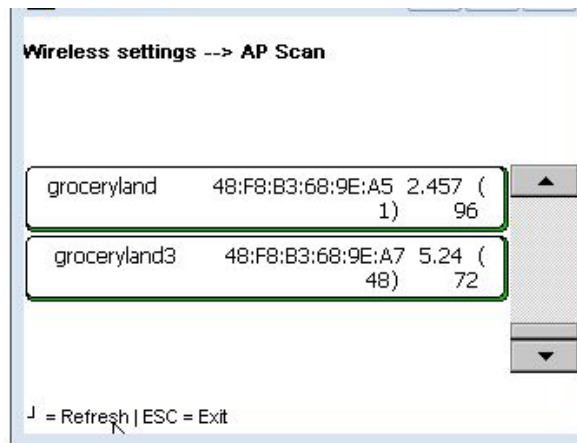 Wireless settings --> AP Scan
groceryland 48:F8:B3:68:9E:A5 2.457 (
1) 96
groceryland3 48:F8:B3:68:9E:A7 5.24 (
48) 72
┘ = Refresh | ESC = Exit